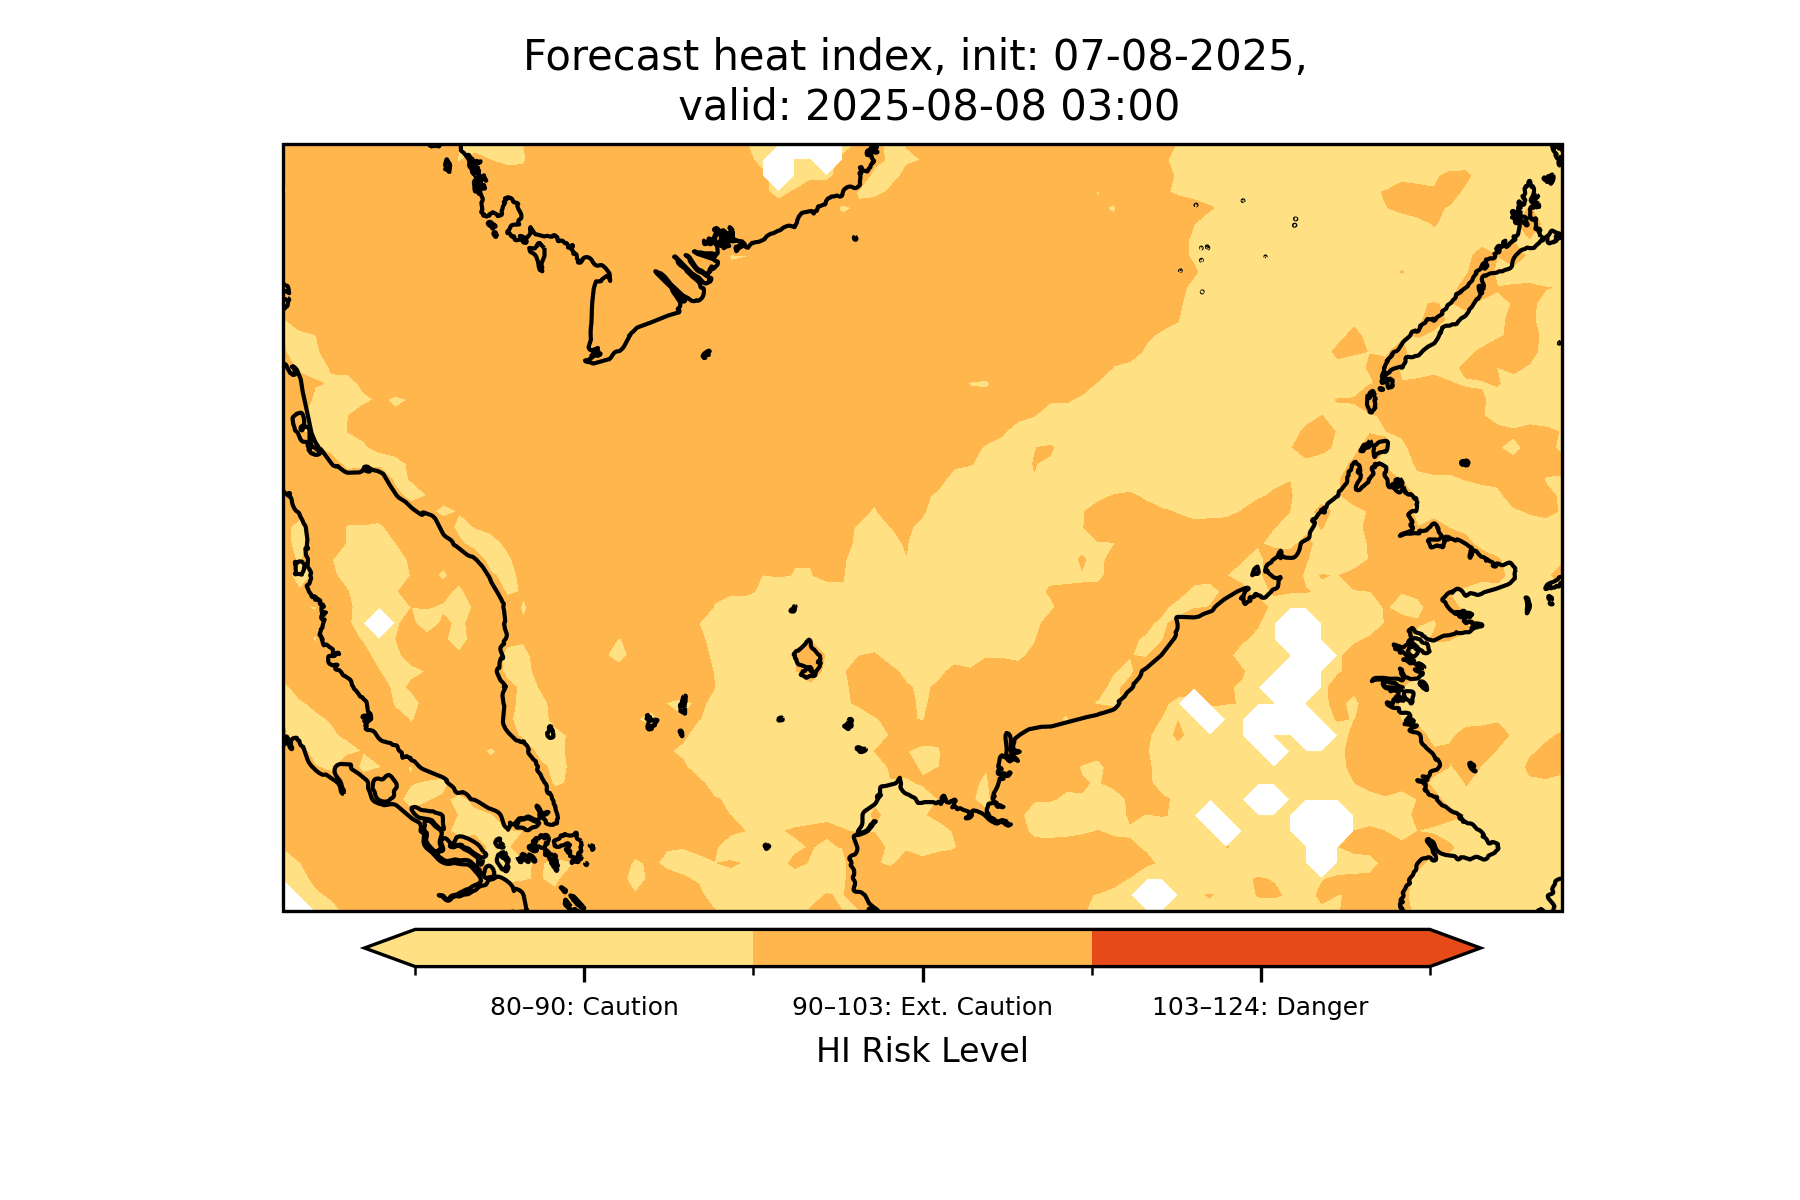 Forecast heat index, init: 07-08-2025,
valid: 2025-08-08 03:00
80–90: Caution
90–103: Ext. Caution
103–124: Danger
HI Risk Level